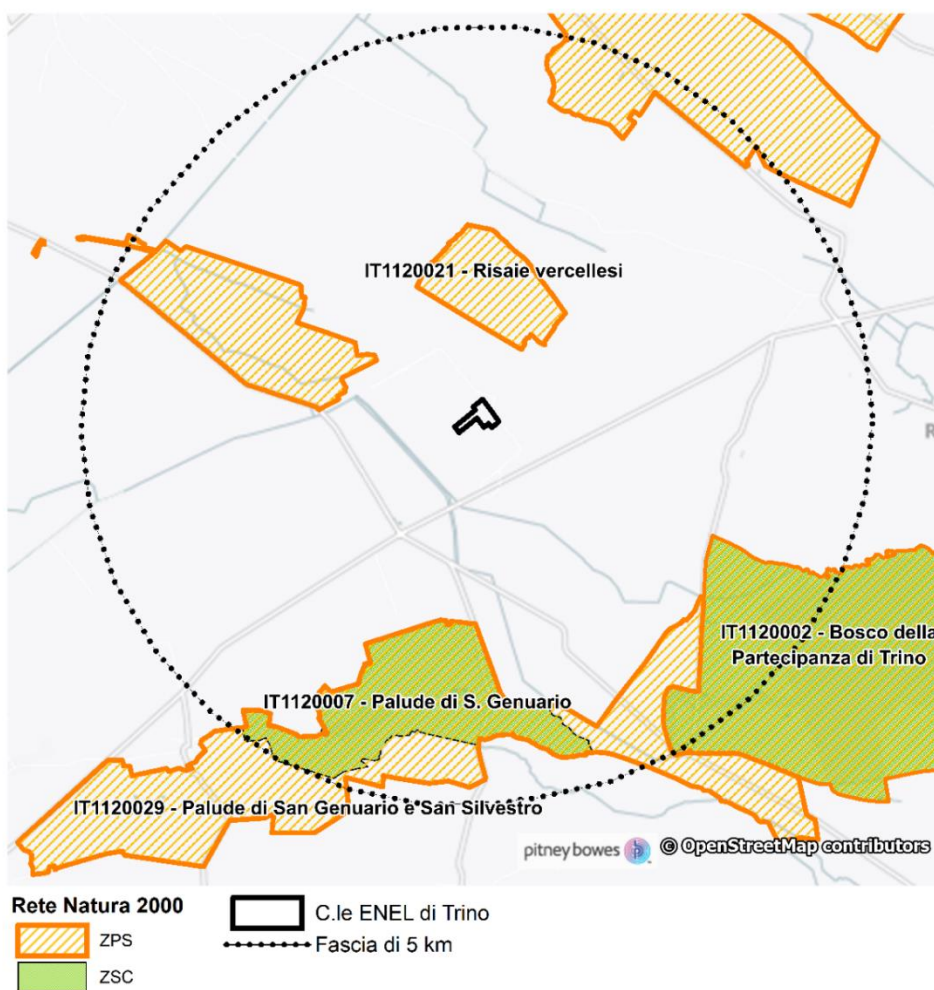 IT1120021 - Risaie vercellesi
R
IT1120002 - Bosco della
Partecipanza di Trino
IT1120007 - Palude di S. Genuario
IT1120029 - Palude di San Genuario e San Silvestro
pitney bowes © OpenStreetMap contributors
Rete Natura 2000
ZPS
ZSC
C.le ENEL di Trino
Fascia di 5 km